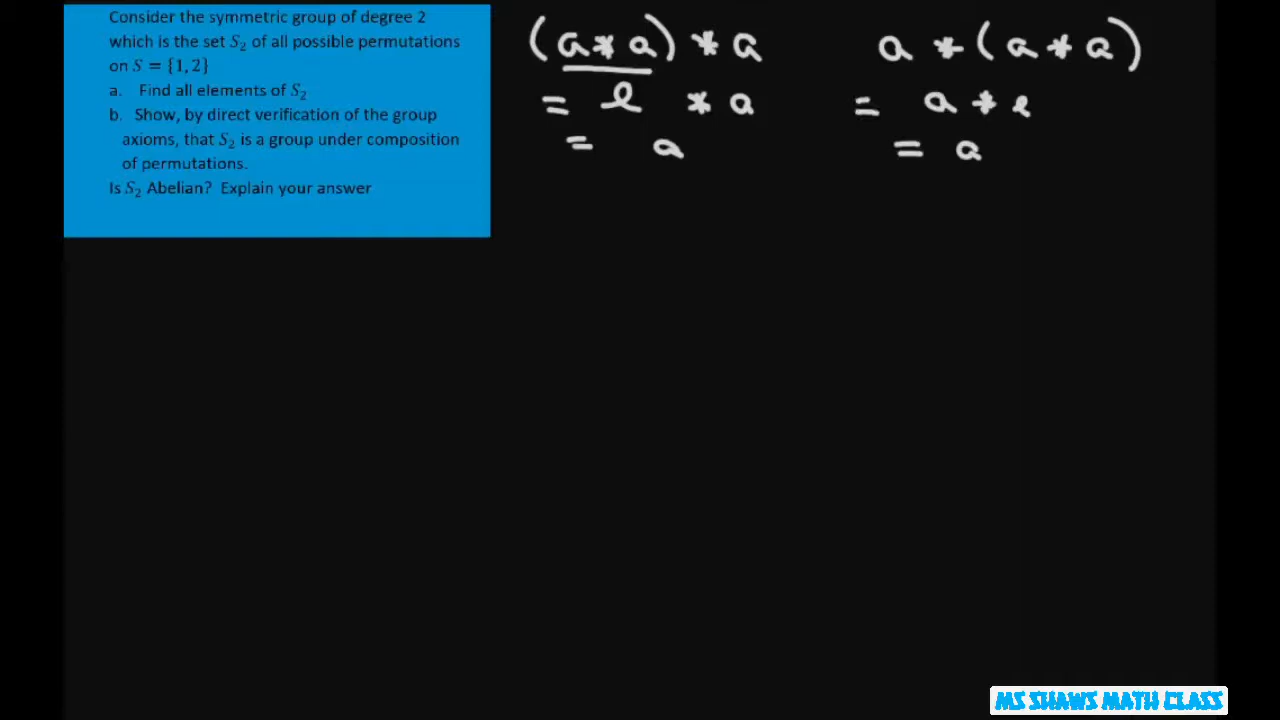 Consider the symmetric group of degree 2
which is the set S₂ of all possible permutations
on S = {1, 2}
a. Find all elements of S₂
b. Show, by direct verification of the group
axioms, that S₂ is a group under composition
of permutations.
Is S₂ Abelian? Explain your answer
(a * a) * a
= e * a
= a
a * (a * a)
= a * e
= a
MS SHAWS MATH CLASS